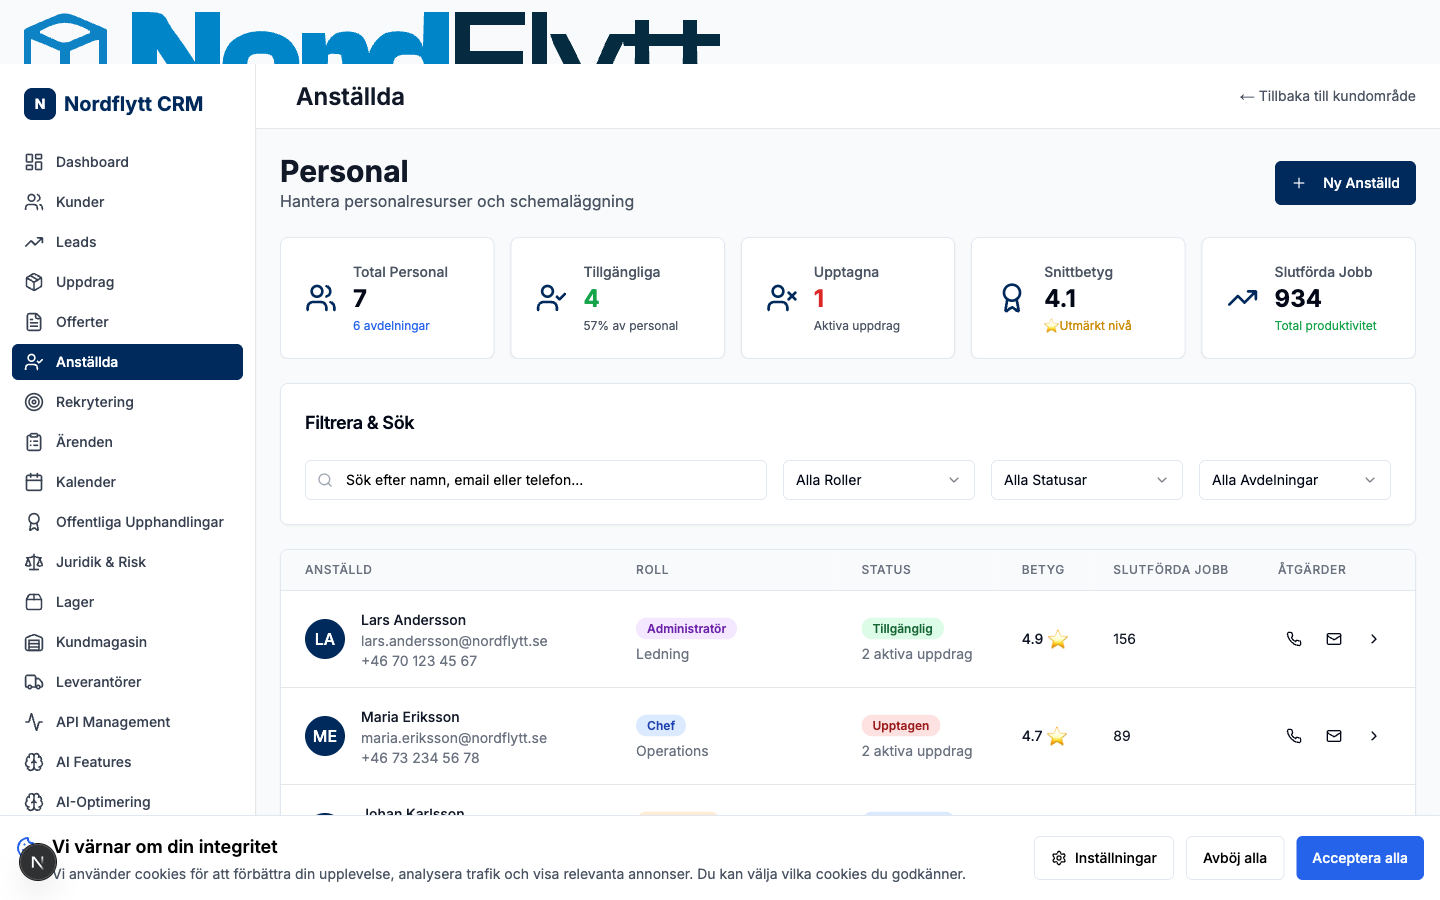 NordFlytt
N Nordflytt CRM
Anställda
← Tillbaka till kundområde
Dashboard
Kunder
Leads
Uppdrag
Offerter
Anställda
Rekrytering
Ärenden
Kalender
Offentliga Upphandlingar
Juridik & Risk
Lager
Kundmagasin
Leverantörer
API Management
AI Features
AI-Optimering
Personal
Hantera personalresurser och schemaläggning
Ny Anställd
Total Personal
7
6 avdelningar
Tillgängliga
4
57% av personal
Upptagna
1
Aktiva uppdrag
Snittbetyg
4.1
⭐Utmärkt nivå
Slutförda Jobb
934
Total produktivitet
Filtrera & Sök
Sök efter namn, email eller telefon...
Alla Roller
Alla Statusar
Alla Avdelningar
ANSTÄLLD ROLL STATUS BETYG SLUTFÖRDA JOBB ÅTGÄRDER
LA
Lars Andersson
lars.andersson@nordflytt.se
+46 70 123 45 67
Administratör
Ledning
Tillgänglig
2 aktiva uppdrag
4.9 ⭐
156
ME
Maria Eriksson
maria.eriksson@nordflytt.se
+46 73 234 56 78
Chef
Operations
Upptagen
2 aktiva uppdrag
4.7 ⭐
89
Johan Karlsson
N
Vi värnar om din integritet
Vi använder cookies för att förbättra din upplevelse, analysera trafik och visa relevanta annonser. Du kan välja vilka cookies du godkänner.
Inställningar
Avböj alla
Acceptera alla